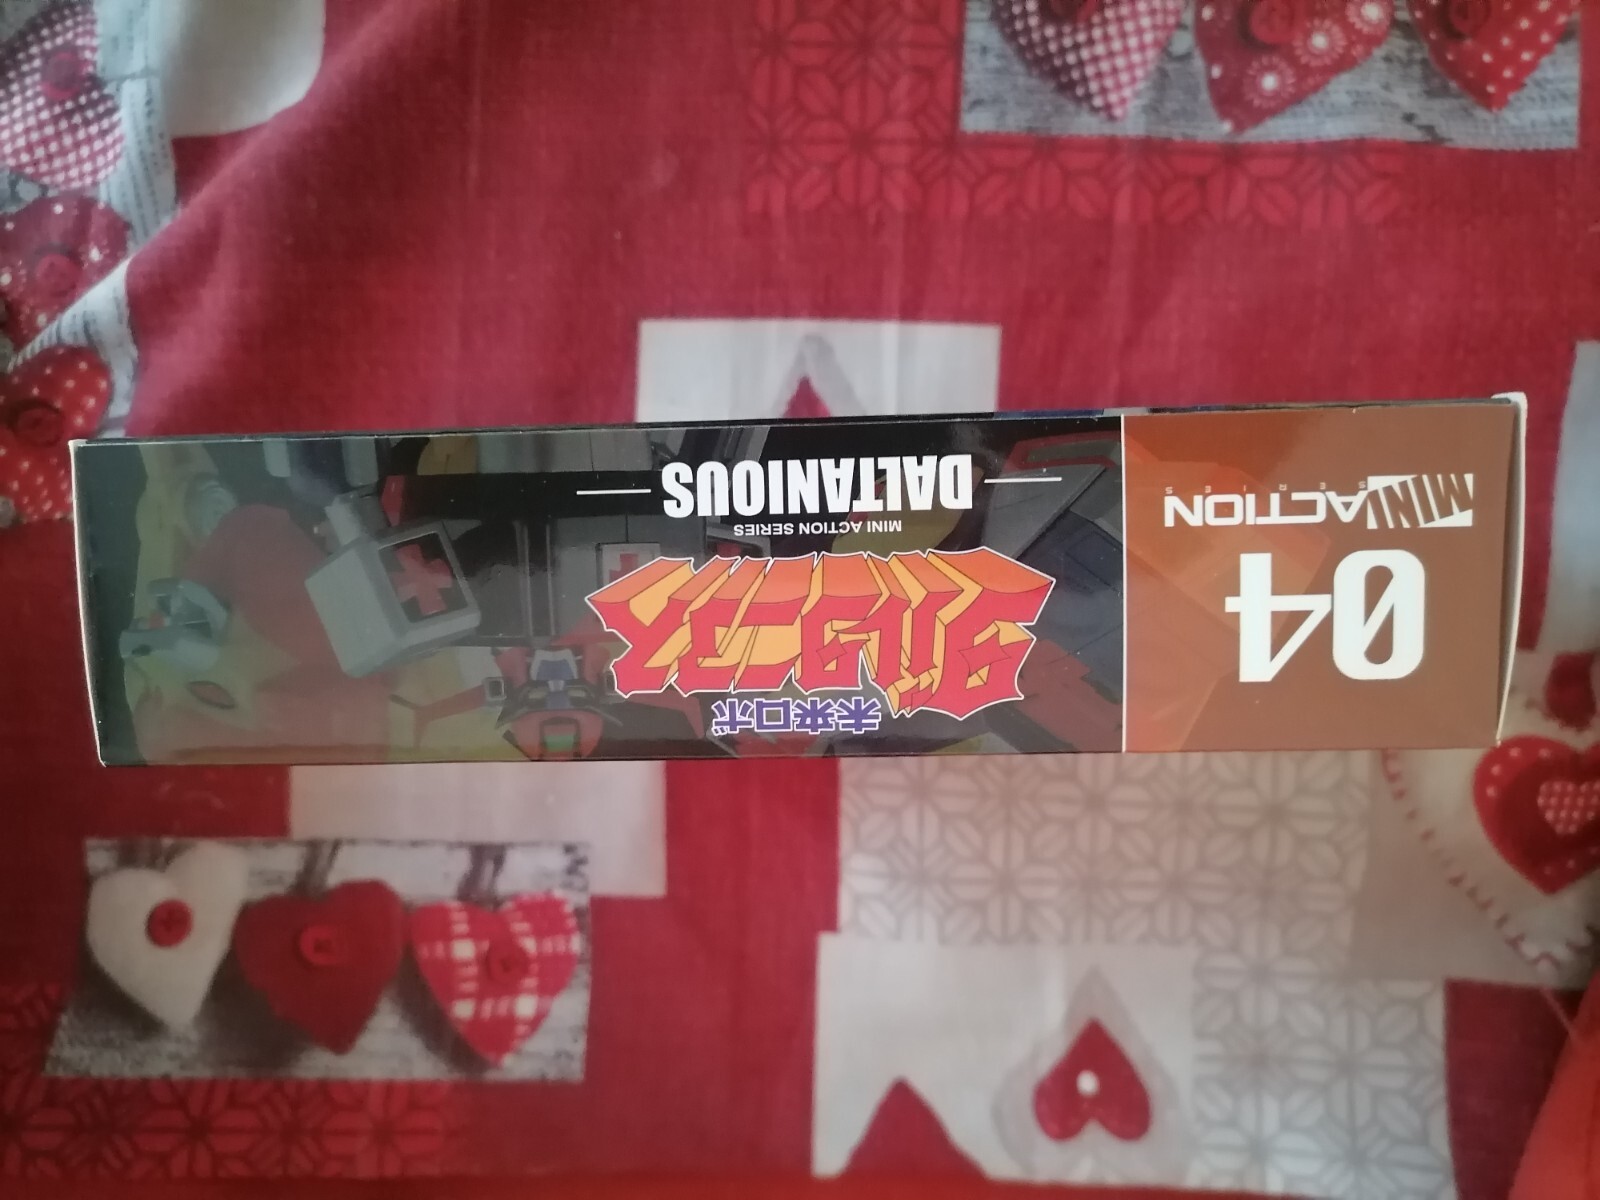 04
MINI ACTION
SERIES
未来ロボ
ダルタニアス
MINI ACTION SERIES
DALTANIOUS